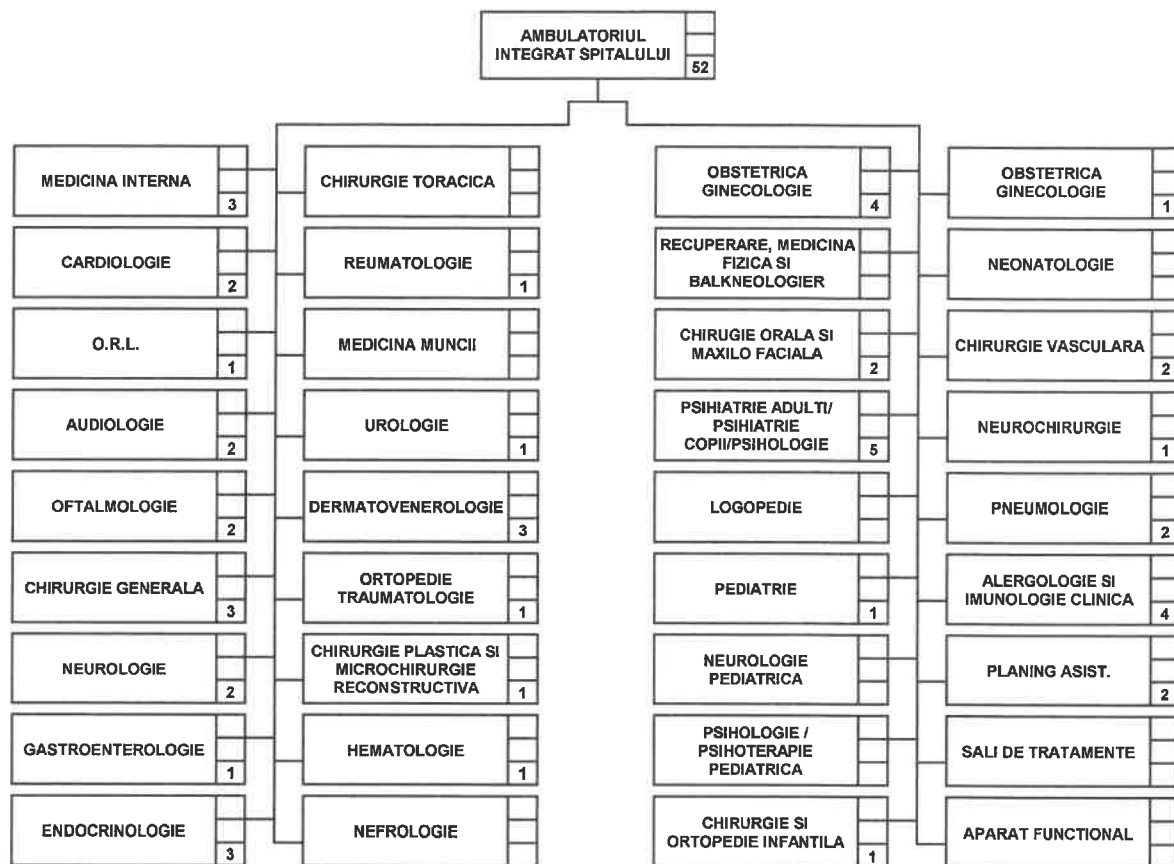 AMBULATORIUL
INTEGRAT SPITALULUI
52
MEDICINA INTERNA
3
CHIRURGIE TORACICA
OBSTETRICA
GINECOLOGIE
4
OBSTETRICA
GINECOLOGIE
1
CARDIOLOGIE
2
REUMATOLOGIE
1
RECUPERARE, MEDICINA
FIZICA SI
BALKNEOLOGIER
NEONATOLOGIE
O.R.L.
1
MEDICINA MUNCII
CHIRUGIE ORALA SI
MAXILO FACIALA
2
CHIRURGIE VASCULARA
2
AUDIOLOGIE
2
UROLOGIE
1
PSIHIATRIE ADULTI/
PSIHIATRIE
COPII/PSIHOLOGIE
5
NEUROCHIRURGIE
1
OFTALMOLOGIE
2
DERMATOVENEROLOGIE
3
LOGOPEDIE
PNEUMOLOGIE
2
CHIRURGIE GENERALA
3
ORTOPEDIE
TRAUMATOLOGIE
1
PEDIATRIE
1
ALERGOLOGIE SI
IMUNOLOGIE CLINICA
4
NEUROLOGIE
2
CHIRURGIE PLASTICA SI
MICROCHIRURGIE
RECONSTRUCTIVA
1
NEUROLOGIE
PEDIATRICA
PLANING ASIST.
2
GASTROENTEROLOGIE
1
HEMATOLOGIE
1
PSIHOLOGIE /
PSIHOTERAPIE
PEDIATRICA
SALI DE TRATAMENTE
ENDOCRINOLOGIE
3
NEFROLOGIE
CHIRURGIE SI
ORTOPEDIE INFANTILA
1
APARAT FUNCTIONAL